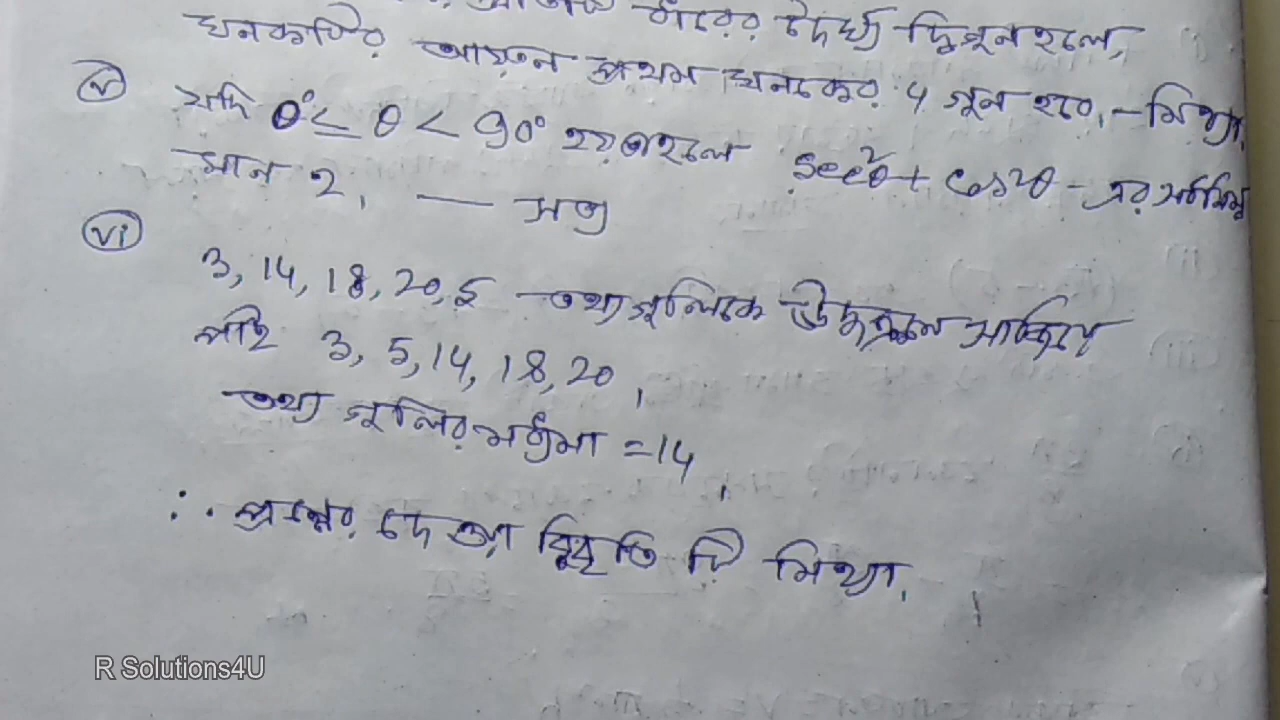 ধারের দৈর্ঘ্য দ্বিগুন হলে,
ঘনকটির আয়তন প্রথম ঘনকের 4 গুন হবে। – মিথ্যা।
(v) যদি θ° ≤ θ < 90° হয় তাহলে sec²θ + cos²θ - এর সর্বনিম্ন
মান 2। — সত্য
(vi) 3, 14, 18, 20, 5 তথ্যগুলিকে উর্দ্ধক্রমে সাজিয়ে
পাই 3, 5, 14, 18, 20।
তথ্য গুলির মধ্যমা = 14।
∴ প্রশ্নের দেওয়া বিবৃতি টি মিথ্যা।
R Solutions4U